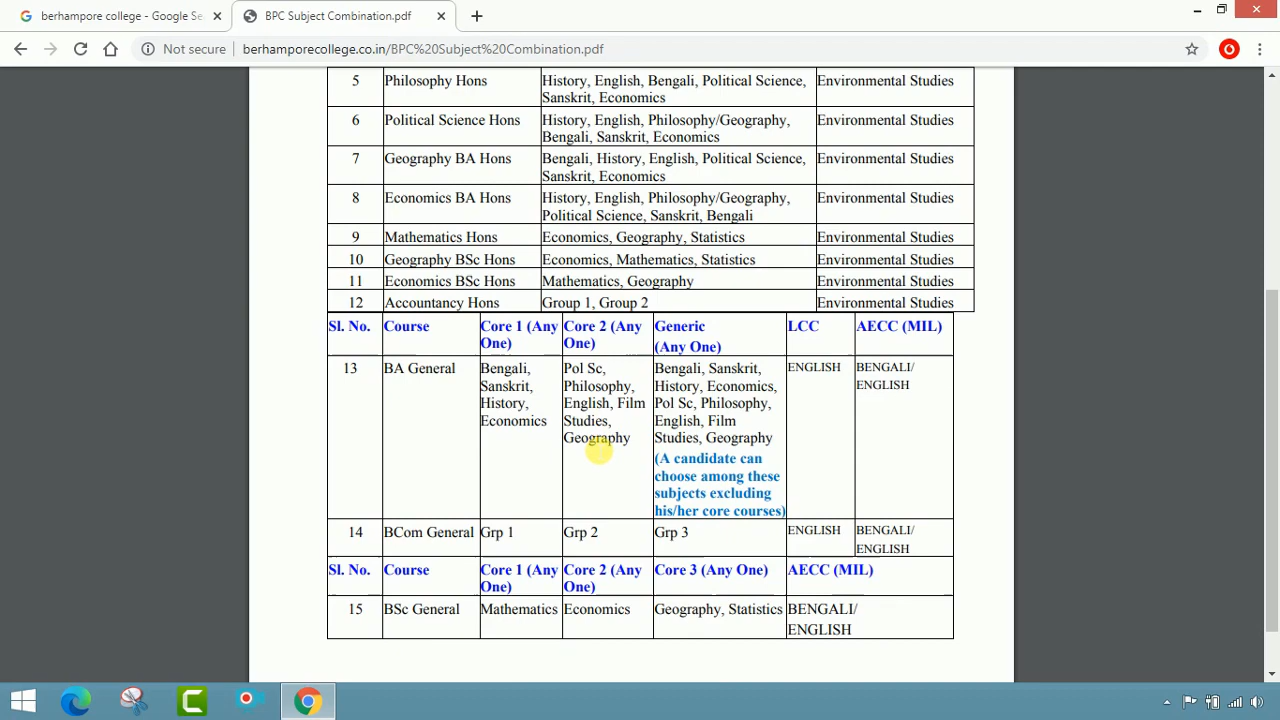 berhampore college - Google Se
BPC Subject Combination.pdf
Not secure
berhamporecollege.co.in/BPC%20Subject%20Combination.pdf
5 Philosophy Hons History, English, Bengali, Political Science, Environmental Studies
Sanskrit, Economics
6 Political Science Hons History, English, Philosophy/Geography, Environmental Studies
Bengali, Sanskrit, Economics
7 Geography BA Hons Bengali, History, English, Political Science, Environmental Studies
Sanskrit, Economics
8 Economics BA Hons History, English, Philosophy/Geography, Environmental Studies
Political Science, Sanskrit, Bengali
9 Mathematics Hons Economics, Geography, Statistics Environmental Studies
10 Geography BSc Hons Economics, Mathematics, Statistics Environmental Studies
11 Economics BSc Hons Mathematics, Geography Environmental Studies
12 Accountancy Hons Group 1, Group 2 Environmental Studies
Sl. No. Course Core 1 (Any Core 2 (Any Generic LCC AECC (MIL)
One) One) (Any One)
13 BA General Bengali, Pol Sc, Bengali, Sanskrit, ENGLISH BENGALI/
Sanskrit, Philosophy, History, Economics, ENGLISH
History, English, Film Pol Sc, Philosophy,
Economics Studies, English, Film
Geography Studies, Geography
(A candidate can
choose among these
subjects excluding
his/her core courses)
14 BCom General Grp 1 Grp 2 Grp 3 ENGLISH BENGALI/
ENGLISH
Sl. No. Course Core 1 (Any Core 2 (Any Core 3 (Any One) AECC (MIL)
One) One)
15 BSc General Mathematics Economics Geography, Statistics BENGALI/
ENGLISH